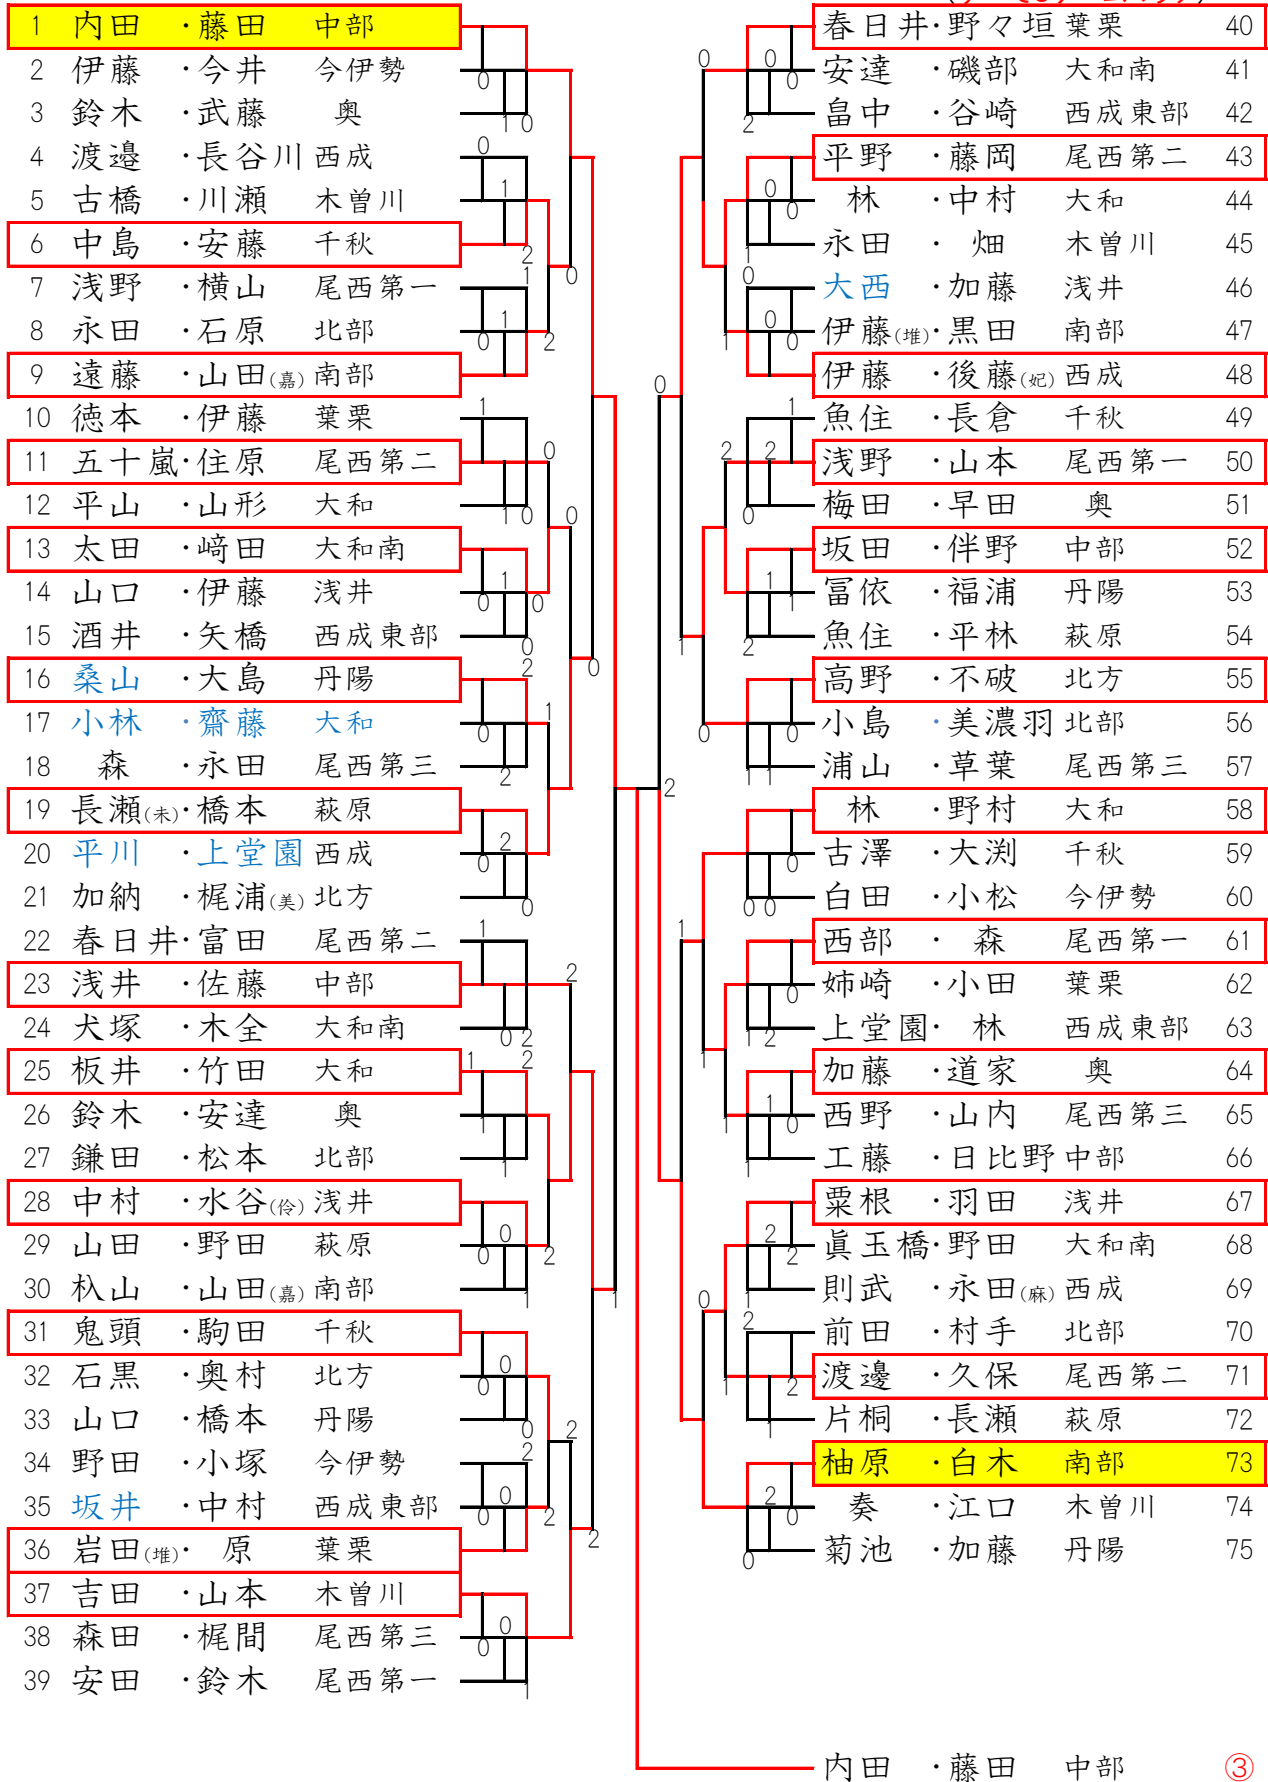 1 内田 ・藤田 中部
2 伊藤 ・今井 今伊勢
3 鈴木 ・武藤 奥
4 渡邉 ・長谷川 西成
5 古橋 ・川瀬 木曽川
6 中島 ・安藤 千秋
7 浅野 ・横山 尾西第一
8 永田 ・石原 北部
9 遠藤 ・山田(嘉) 南部
10 徳本 ・伊藤 葉栗
11 五十嵐・住原 尾西第二
12 平山 ・山形 大和
13 太田 ・﨑田 大和南
14 山口 ・伊藤 浅井
15 酒井 ・矢橋 西成東部
16 桑山 ・大島 丹陽
17 小林 ・齋藤 大和
18 森 ・永田 尾西第三
19 長瀬(未)・橋本 萩原
20 平川 ・上堂園 西成
21 加納 ・梶浦(美) 北方
22 春日井・富田 尾西第二
23 浅井 ・佐藤 中部
24 犬塚 ・木全 大和南
25 板井 ・竹田 大和
26 鈴木 ・安達 奥
27 鎌田 ・松本 北部
28 中村 ・水谷(伶) 浅井
29 山田 ・野田 萩原
30 杁山 ・山田(嘉) 南部
31 鬼頭 ・駒田 千秋
32 石黒 ・奥村 北方
33 山口 ・橋本 丹陽
34 野田 ・小塚 今伊勢
35 坂井 ・中村 西成東部
36 岩田(堆)・ 原 葉栗
37 吉田 ・山本 木曽川
38 森田 ・梶間 尾西第三
39 安田 ・鈴木 尾西第一
春日井・野々垣 葉栗 40
安達 ・磯部 大和南 41
畠中 ・谷崎 西成東部 42
平野 ・藤岡 尾西第二 43
林 ・中村 大和 44
永田 ・ 畑 木曽川 45
大西 ・加藤 浅井 46
伊藤(堆)・黒田 南部 47
伊藤 ・後藤(妃) 西成 48
魚住 ・長倉 千秋 49
浅野 ・山本 尾西第一 50
梅田 ・早田 奥 51
坂田 ・伴野 中部 52
冨依 ・福浦 丹陽 53
魚住 ・平林 萩原 54
高野 ・不破 北方 55
小島 ・美濃羽 北部 56
浦山 ・草葉 尾西第三 57
林 ・野村 大和 58
古澤 ・大渕 千秋 59
白田 ・小松 今伊勢 60
西部 ・ 森 尾西第一 61
姉崎 ・小田 葉栗 62
上堂園・ 林 西成東部 63
加藤 ・道家 奥 64
西野 ・山内 尾西第三 65
工藤 ・日比野 中部 66
粟根 ・羽田 浅井 67
眞玉橋・野田 大和南 68
則武 ・永田(麻) 西成 69
前田 ・村手 北部 70
渡邊 ・久保 尾西第二 71
片桐 ・長瀬 萩原 72
柚原 ・白木 南部 73
奏 ・江口 木曽川 74
菊池 ・加藤 丹陽 75
内田 ・藤田 中部 ③